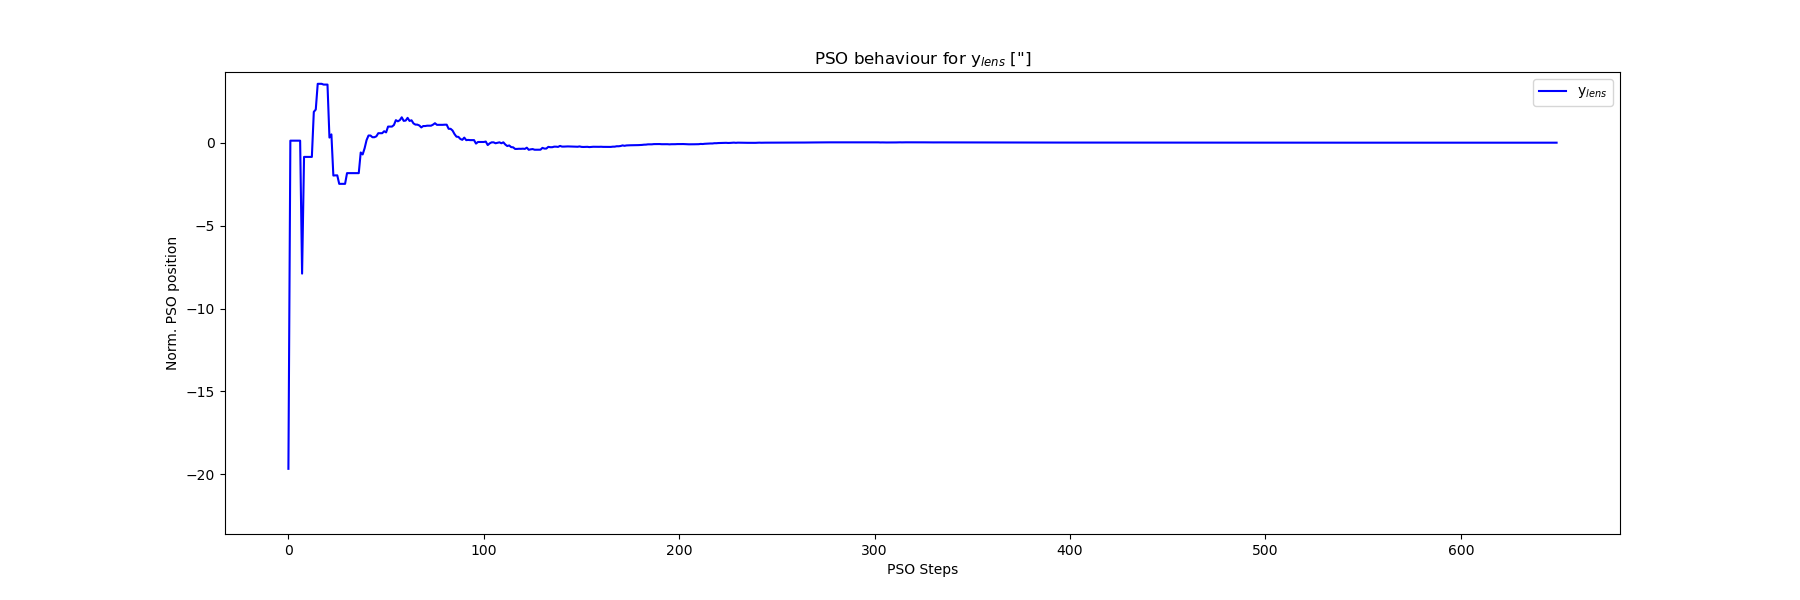 PSO behaviour for y_lens ["]
y_lens
0
−5
−10
−15
−20
Norm. PSO position
0 100 200 300 400 500 600
PSO Steps